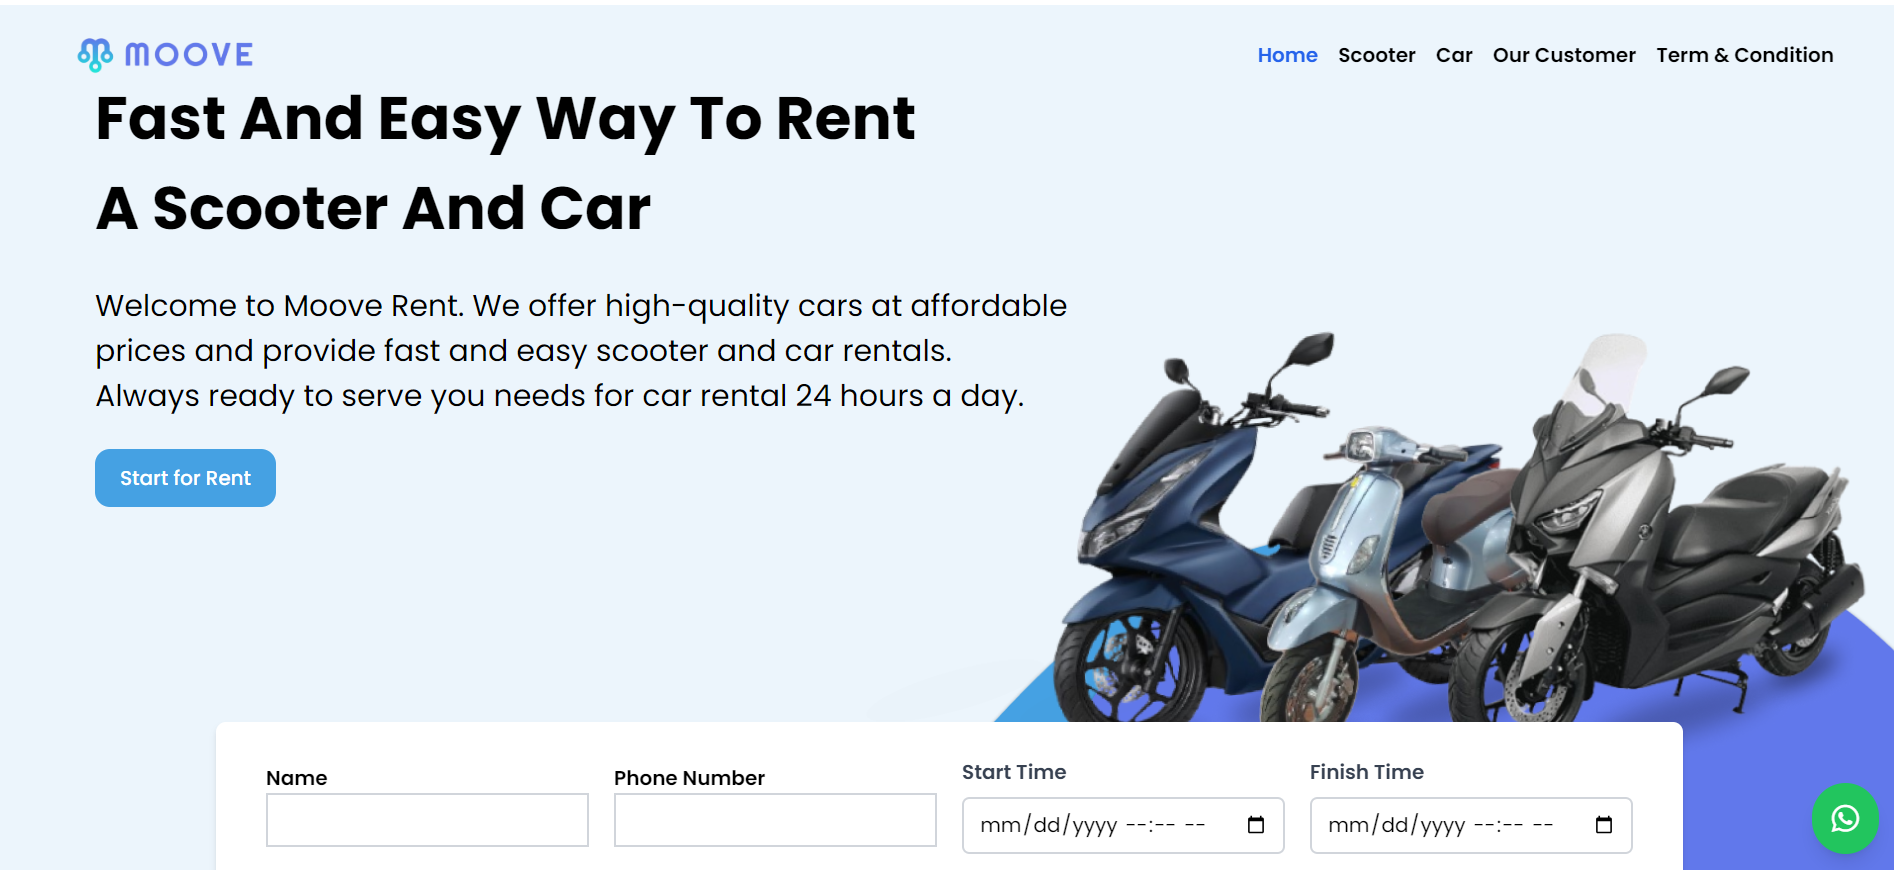 MOOVE
Home Scooter Car Our Customer Term & Condition
Fast And Easy Way To Rent
A Scooter And Car
Welcome to Moove Rent. We offer high-quality cars at affordable
prices and provide fast and easy scooter and car rentals.
Always ready to serve you needs for car rental 24 hours a day.
Start for Rent
Name Phone Number Start Time Finish Time
mm/dd/yyyy --:-- -- mm/dd/yyyy --:-- --